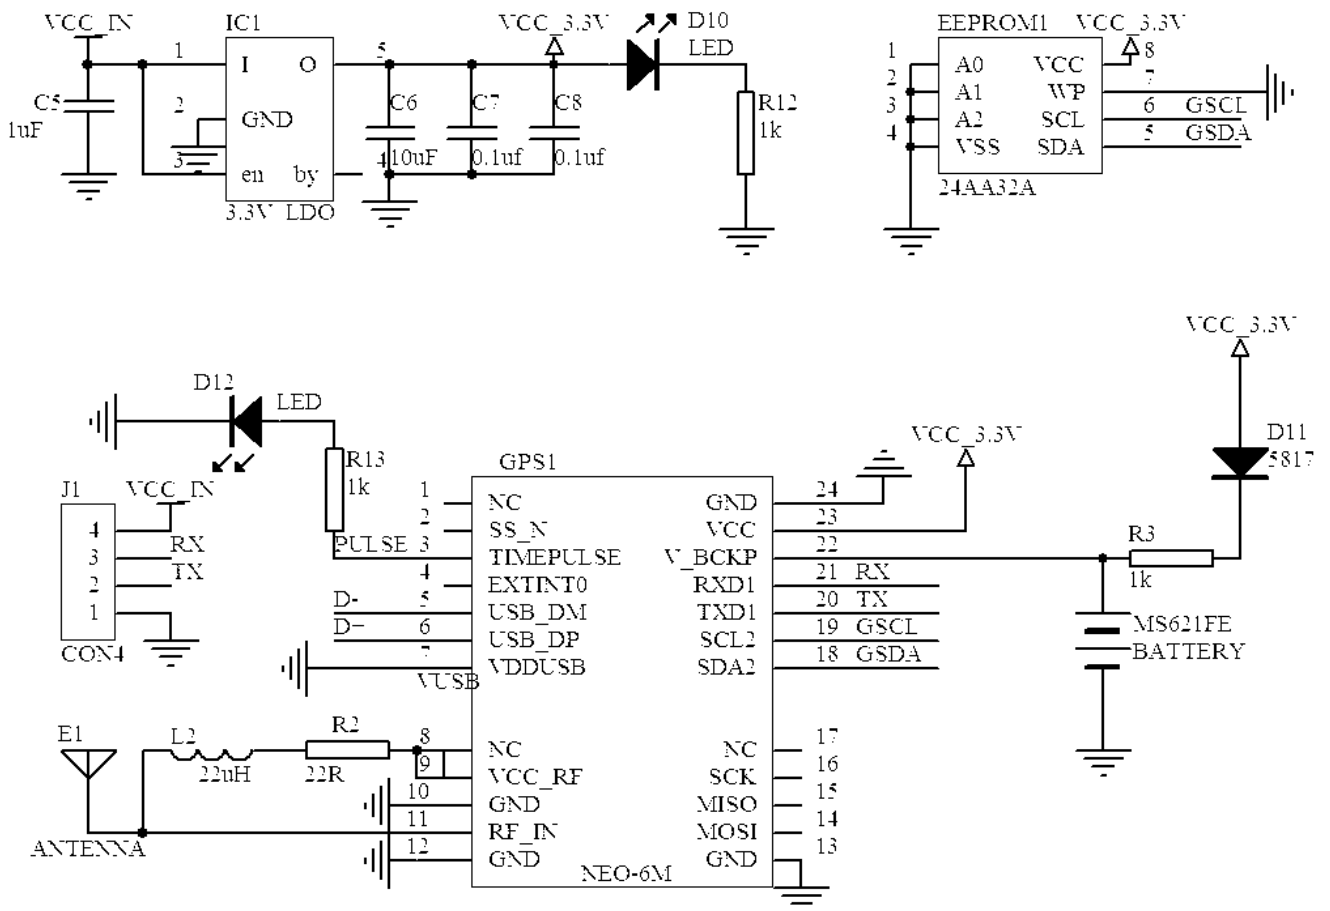 VCC_IN
IC1
VCC_3.3V
D10
LED
EEPROM1
VCC_3.3V
1
I
O
5
1
A0
VCC
8
2
A1
WP
7
C5
1uF
2
GND
C6
C7
C8
R12
1k
3
A2
SCL
6
GSCL
4
VSS
SDA
5
GSDA
10uF
0.1uf
0.1uf
3
en
by
4
3.3V LDO
24AA32A
VCC_3.3V
D12
LED
VCC_3.3V
D11
5817
R13
1k
GPS1
J1
VCC_IN
4
3
RX
2
TX
1
CON4
1
NC
GND
24
2
SS_N
VCC
23
PULSE
3
TIMEPULSE
V_BCKP
22
R3
1k
4
EXTINT0
RXD1
21
RX
D-
5
USB_DM
TXD1
20
TX
6
USB_DP
SCL2
19
GSCL
7
VDDUSB
SDA2
18
GSDA
VUSB
MS621FE
BATTERY
E1
L2
R2
22uH
22R
8
NC
NC
17
9
VCC_RF
SCK
16
10
GND
MISO
15
11
RF_IN
MOSI
14
12
GND
GND
13
ANTENNA
NEO-6M